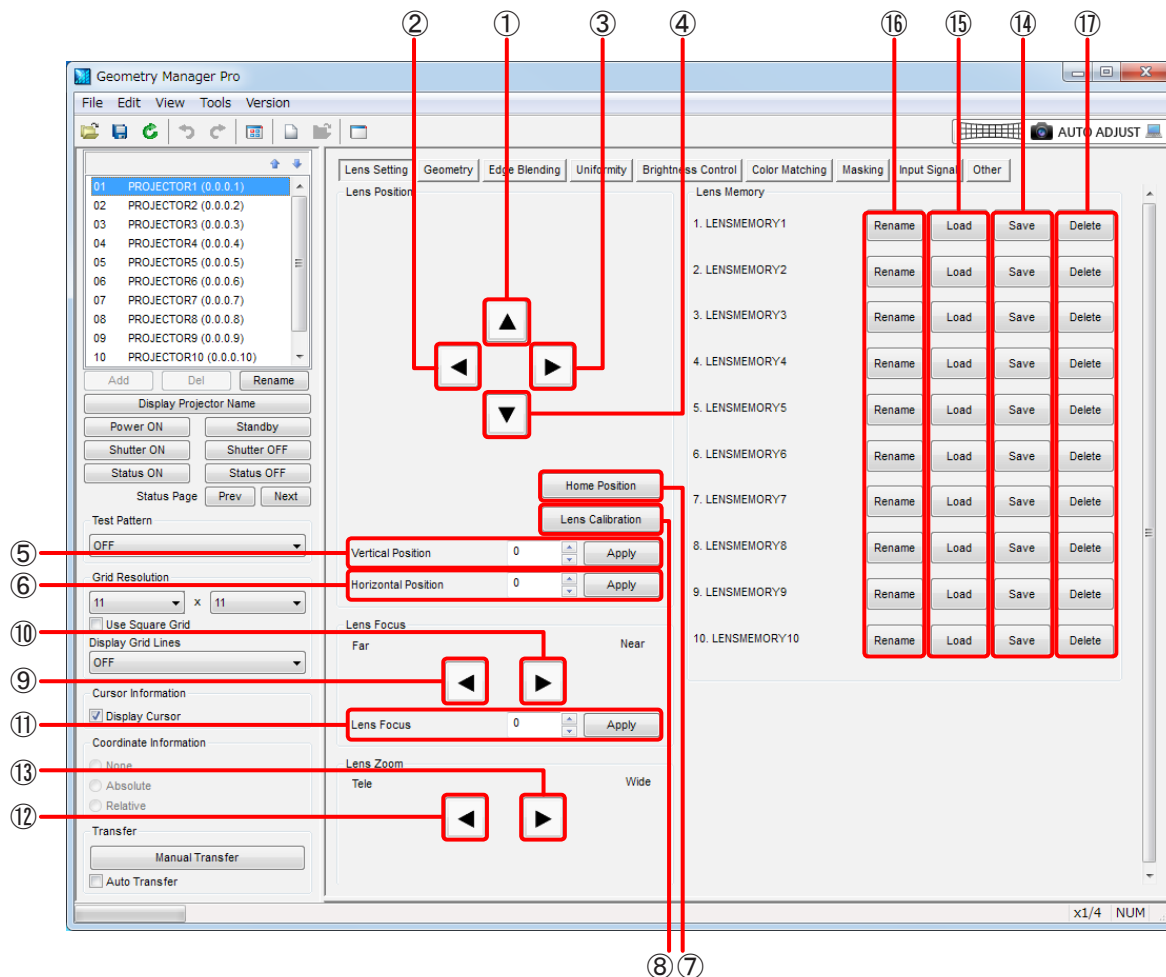 ② ① ③ ④ ⑯ ⑮ ⑭ ⑰
Geometry Manager Pro
File Edit View Tools Version
AUTO ADJUST
01 PROJECTOR1 (0.0.0.1)
02 PROJECTOR2 (0.0.0.2)
03 PROJECTOR3 (0.0.0.3)
04 PROJECTOR4 (0.0.0.4)
05 PROJECTOR5 (0.0.0.5)
06 PROJECTOR6 (0.0.0.6)
07 PROJECTOR7 (0.0.0.7)
08 PROJECTOR8 (0.0.0.8)
09 PROJECTOR9 (0.0.0.9)
10 PROJECTOR10 (0.0.0.10)
Add Del Rename
Display Projector Name
Power ON Standby
Shutter ON Shutter OFF
Status ON Status OFF
Status Page Prev Next
Test Pattern
OFF
Grid Resolution
11 x 11
Use Square Grid
Display Grid Lines
OFF
Cursor Information
Display Cursor
Coordinate Information
None
Absolute
Relative
Transfer
Manual Transfer
Auto Transfer
Lens Setting Geometry Edge Blending Uniformity Brightness Control Color Matching Masking Input Signal Other
Lens Position
Home Position
Lens Calibration
⑤ Vertical Position 0 Apply
⑥ Horizontal Position 0 Apply
Lens Focus
⑩
Far Near
⑨
⑪ Lens Focus 0 Apply
Lens Zoom
⑬
Tele Wide
⑫
Lens Memory
1. LENSMEMORY1 Rename Load Save Delete
2. LENSMEMORY2 Rename Load Save Delete
3. LENSMEMORY3 Rename Load Save Delete
4. LENSMEMORY4 Rename Load Save Delete
5. LENSMEMORY5 Rename Load Save Delete
6. LENSMEMORY6 Rename Load Save Delete
7. LENSMEMORY7 Rename Load Save Delete
8. LENSMEMORY8 Rename Load Save Delete
9. LENSMEMORY9 Rename Load Save Delete
10. LENSMEMORY10 Rename Load Save Delete
x1/4 NUM
⑧ ⑦